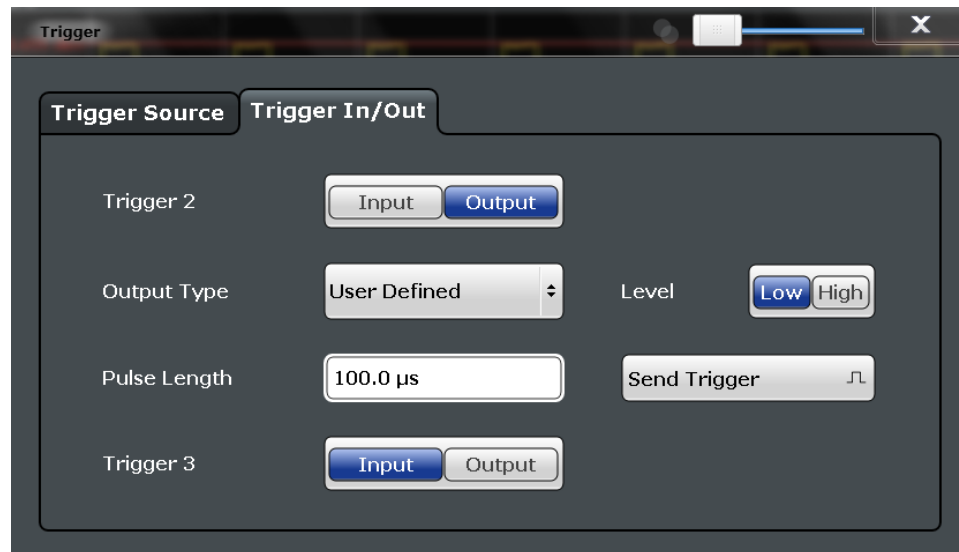 Trigger
X
Trigger Source Trigger In/Out
Trigger 2 Input Output
Output Type User Defined Level Low High
Pulse Length 100.0 µs Send Trigger
Trigger 3 Input Output